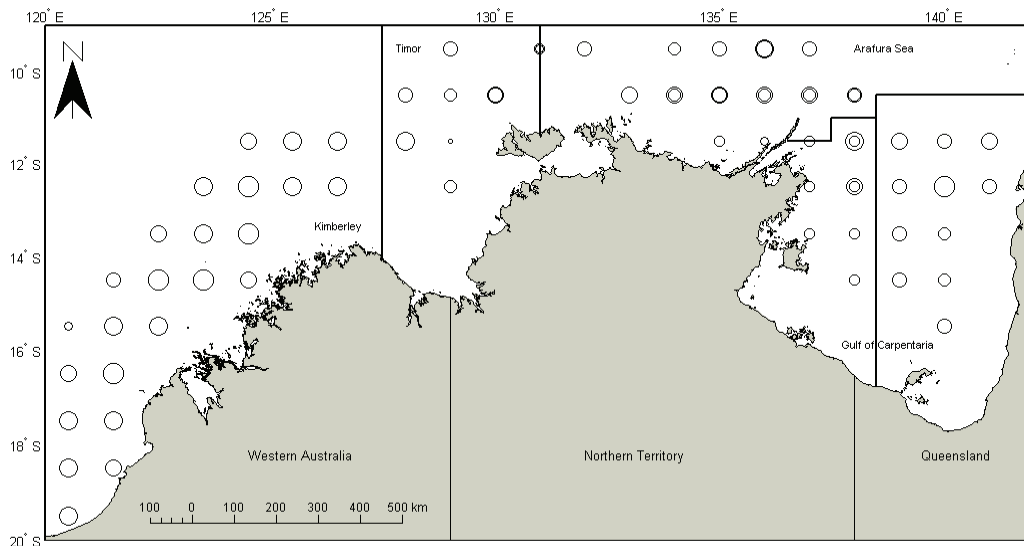 120° E 125° E 130° E 135° E 140° E
N
Timor
Arafura Sea
10° S
12° S
Kimberley
14° S
16° S
Gulf of Carpentaria
18° S
Western Australia
Northern Territory
Queensland
100 0 100 200 300 400 500 km
20° S